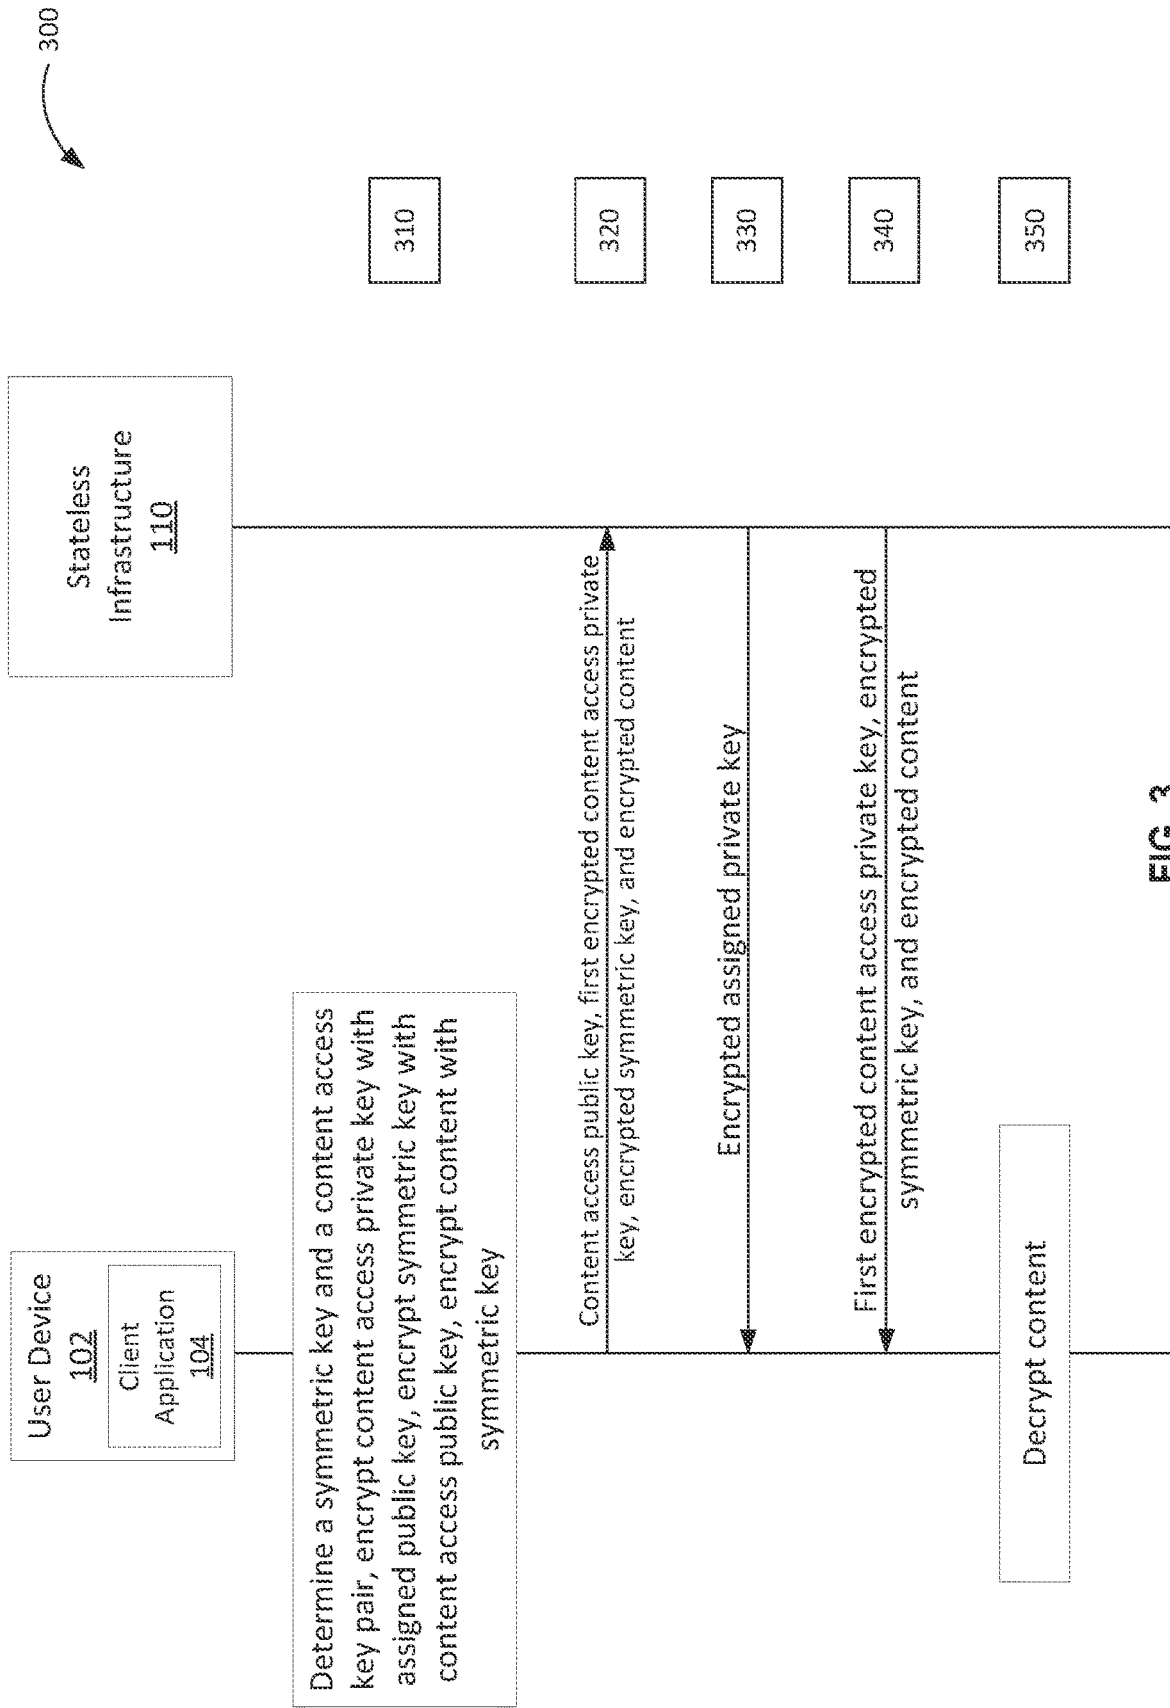 300
User Device
102
Client
Application
104
Stateless
Infrastructure
110
Determine a symmetric key and a content access
key pair, encrypt content access private key with
assigned public key, encrypt symmetric key with
content access public key, encrypt content with
symmetric key
310
Content access public key, first encrypted content access private
key, encrypted symmetric key, and encrypted content
320
Encrypted assigned private key
330
First encrypted content access private key, encrypted
symmetric key, and encrypted content
340
Decrypt content
350
FIG. 3